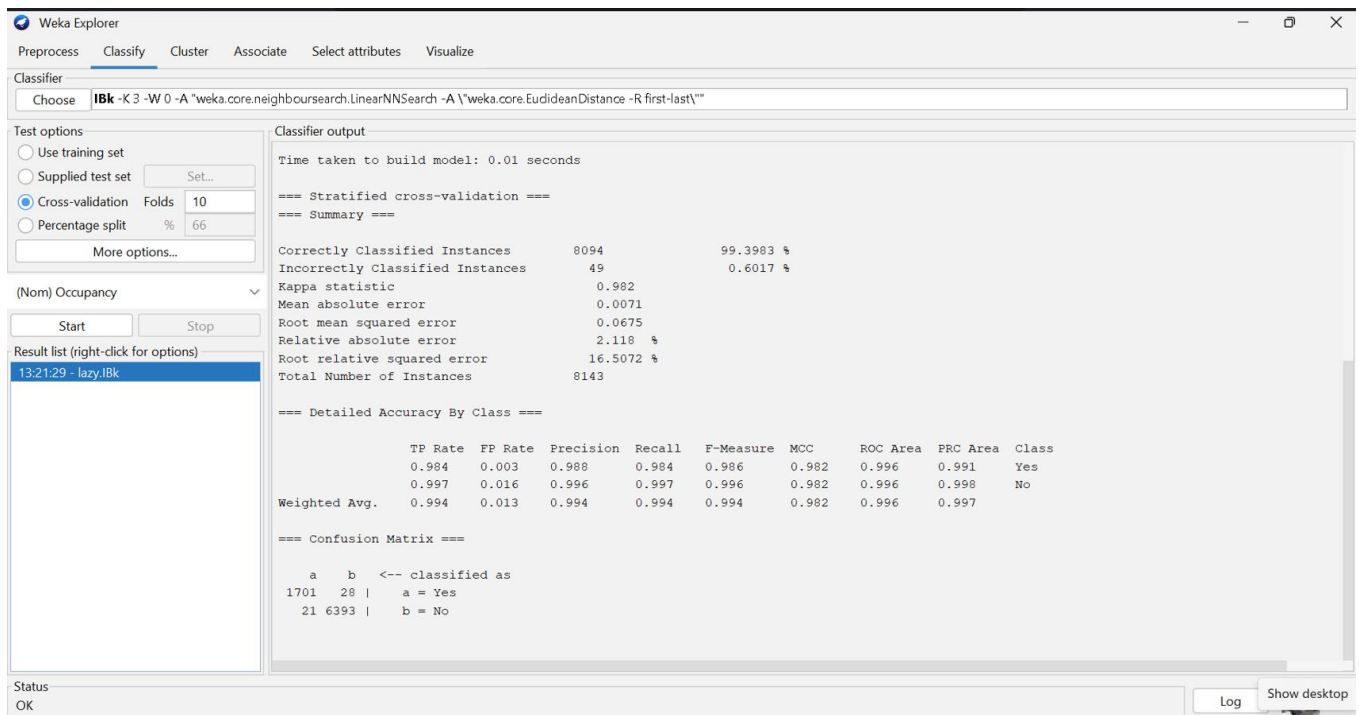 Weka Explorer
Preprocess Classify Cluster Associate Select attributes Visualize
Classifier
Choose IBk -K 3 -W 0 -A "weka.core.neighboursearch.LinearNNSearch -A \"weka.core.EuclideanDistance -R first-last\""
Test options
Use training set
Supplied test set Set...
Cross-validation Folds 10
Percentage split % 66
More options...
(Nom) Occupancy
Start Stop
Result list (right-click for options)
13:21:29 - lazy.IBk
Classifier output
Time taken to build model: 0.01 seconds
=== Stratified cross-validation ===
=== Summary ===
Correctly Classified Instances 8094 99.3983 %
Incorrectly Classified Instances 49 0.6017 %
Kappa statistic 0.982
Mean absolute error 0.0071
Root mean squared error 0.0675
Relative absolute error 2.118 %
Root relative squared error 16.5072 %
Total Number of Instances 8143
=== Detailed Accuracy By Class ===
TP Rate FP Rate Precision Recall F-Measure MCC ROC Area PRC Area Class
0.984 0.003 0.988 0.984 0.986 0.982 0.996 0.991 Yes
0.997 0.016 0.996 0.997 0.996 0.982 0.996 0.998 No
Weighted Avg. 0.994 0.013 0.994 0.994 0.994 0.982 0.996 0.997
=== Confusion Matrix ===
a b <-- classified as
1701 28 | a = Yes
21 6393 | b = No
Status
OK
Log
Show desktop